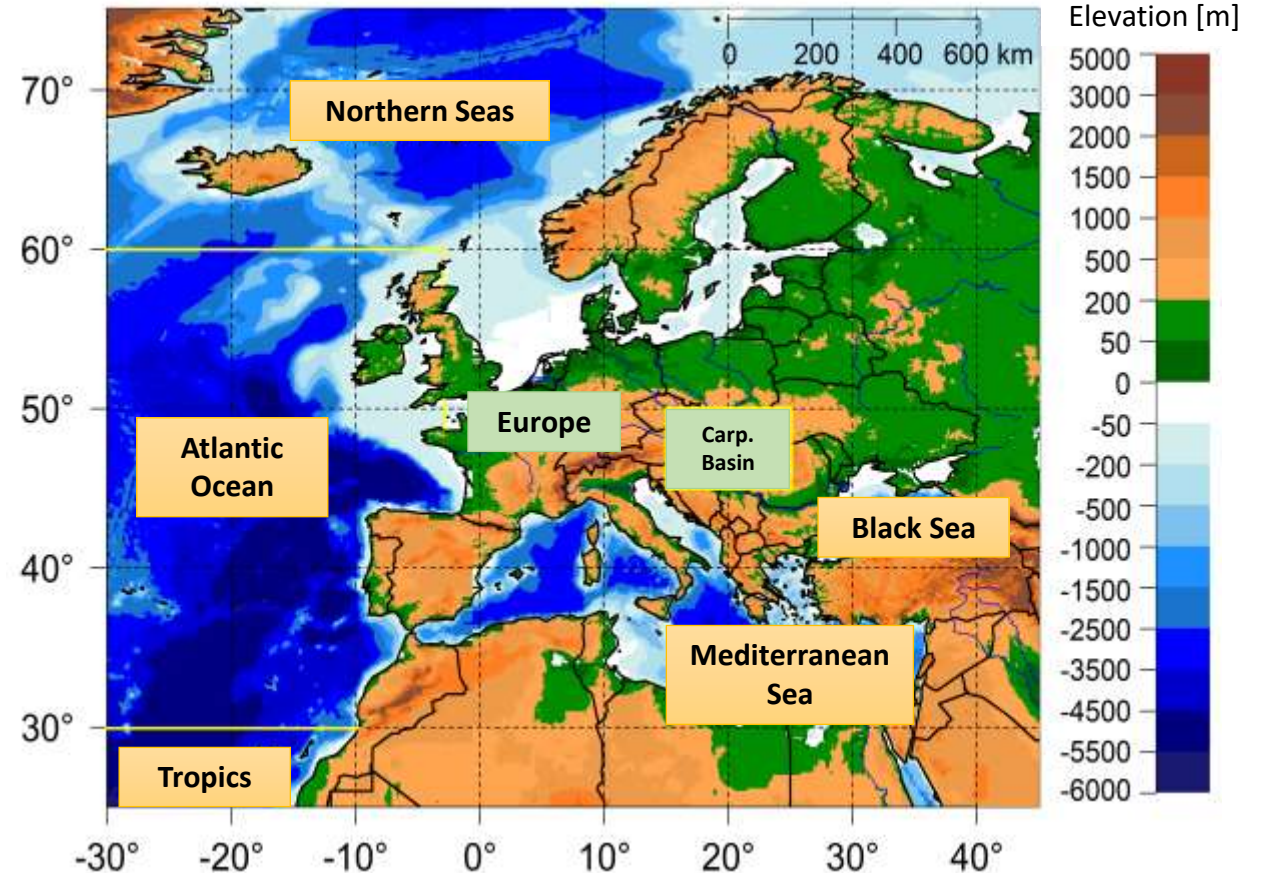 Elevation [m]
0 200 400 600 km
5000
3000
2000
1500
1000
500
200
50
0
-50
-200
-500
-1000
-1500
-2500
-3500
-4500
-5500
-6000
70°
60°
50°
40°
30°
Northern Seas
Atlantic
Ocean
Europe
Carp.
Basin
Black Sea
Mediterranean
Sea
Tropics
-30° -20° -10° 0° 10° 20° 30° 40°